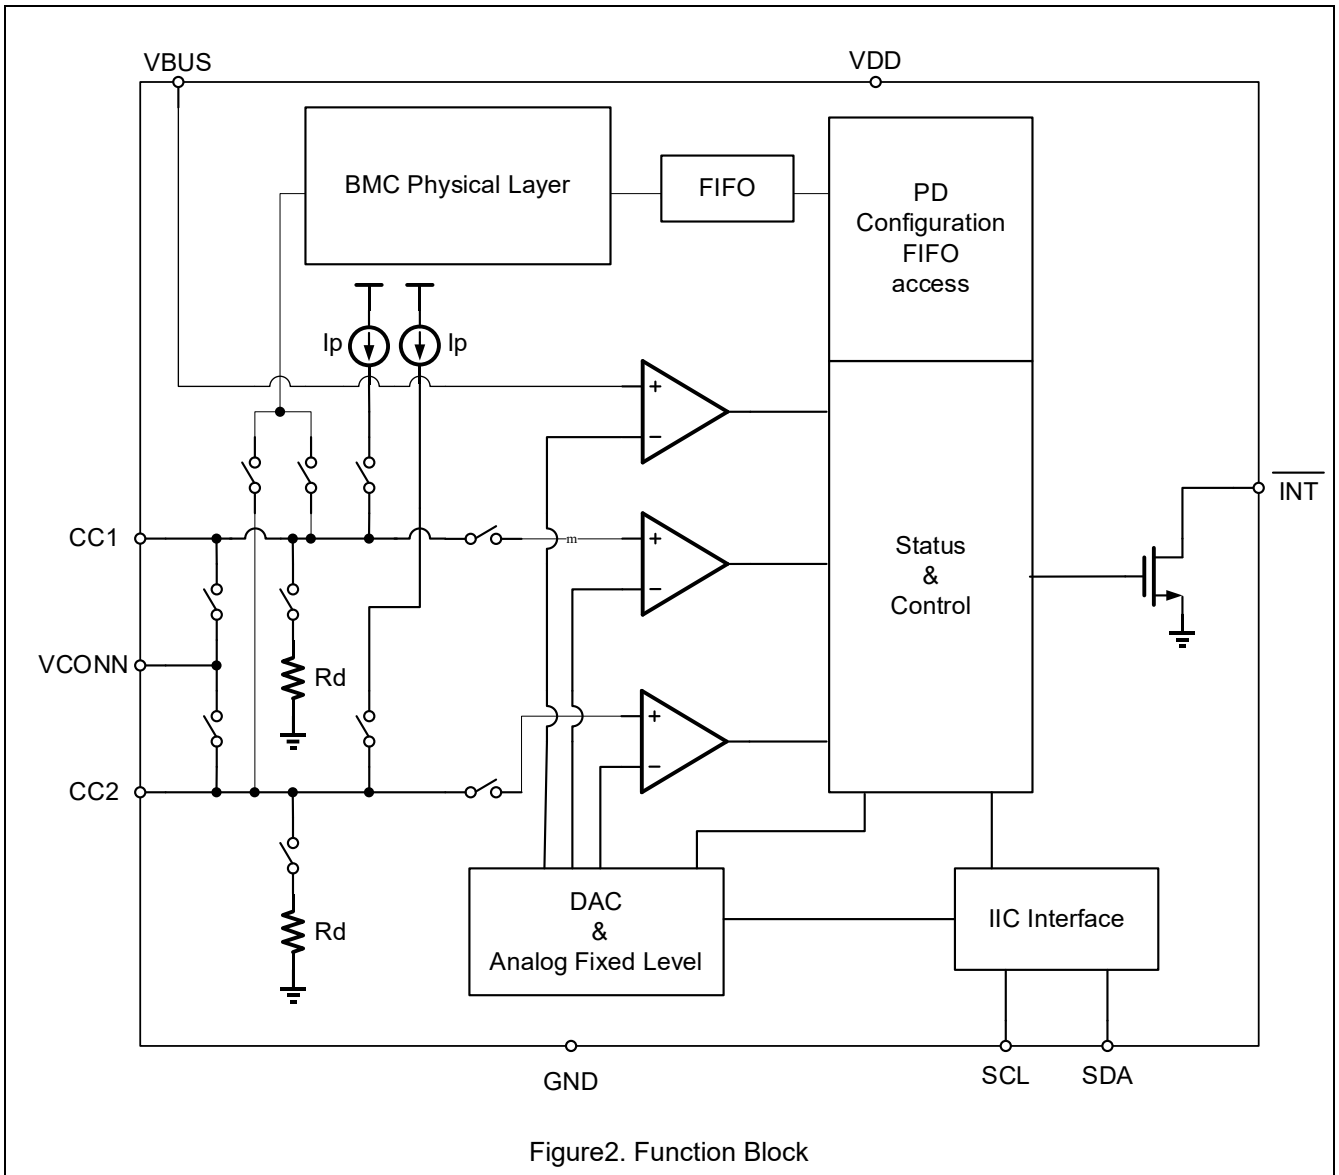 VBUS
VDD
BMC Physical Layer
FIFO
PD
Configuration
FIFO
access
Ip
Ip
+
−
INT
CC1
m
+
−
Status
&
Control
VCONN
Rd
+
−
CC2
Rd
DAC
&
Analog Fixed Level
IIC Interface
GND
SCL
SDA
Figure2. Function Block